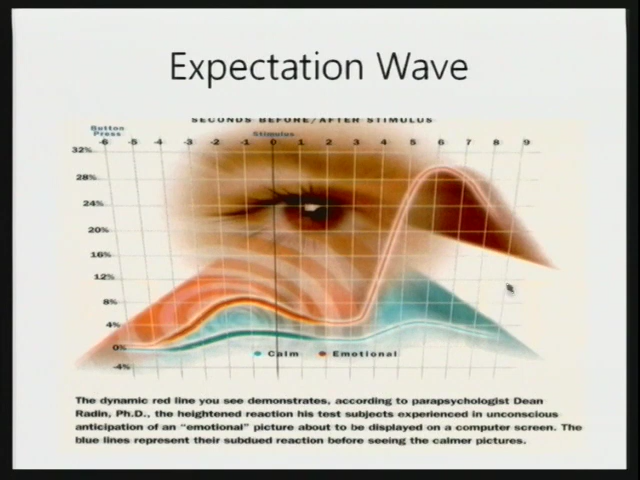 Expectation Wave
SECONDS BEFORE/AFTER STIMULUS
Button
Press
Stimulus
-6 -5 -4 -3 -2 -1 0 1 2 3 4 5 6 7 8 9
32%
28%
24%
20%
16%
12%
8%
4%
0%
-4%
Calm Emotional
The dynamic red line you see demonstrates, according to parapsychologist Dean
Radin, Ph.D., the heightened reaction his test subjects experienced in unconscious
anticipation of an “emotional” picture about to be displayed on a computer screen. The
blue lines represent their subdued reaction before seeing the calmer pictures.